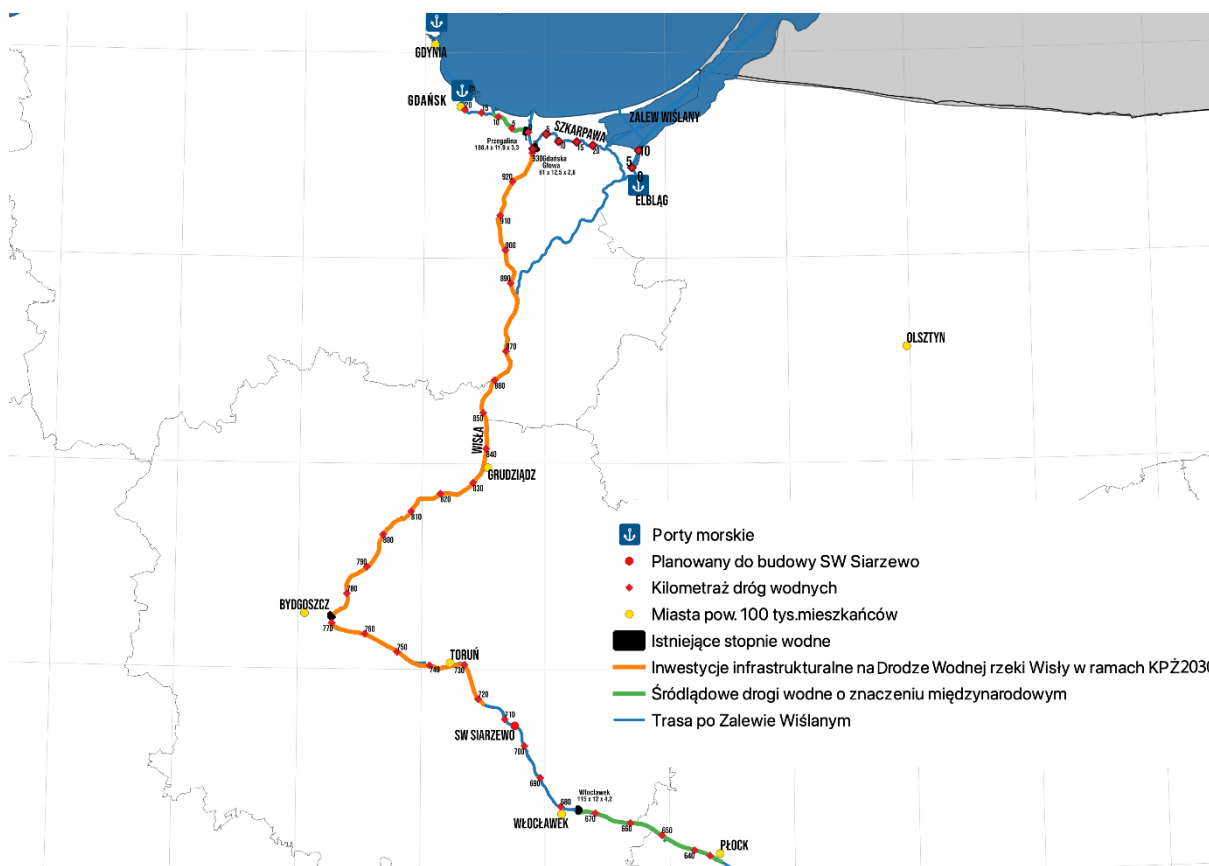 GDYNIA
GDAŃSK
20
15
10
5
Przegalina
188,4 x 11,9 x 3,3
SZKARPAWA
5
10
15
20
ZALEW WIŚLANY
930
Gdańska
Głowa
61 x 12,5 x 2,6
10
5
0
ELBLĄG
920
910
900
890
870
860
850
WISŁA
840
GRUDZIĄDZ
830
820
810
800
790
780
BYDGOSZCZ
770
760
750
740
TORUŃ
730
720
710
SW SIARZEWO
700
690
680
WŁOCŁAWEK
Włocławek
115 x 12 x 4,2
670
660
650
640
PŁOCK
OLSZTYN
Porty morskie
Planowany do budowy SW Siarzewo
Kilometraż dróg wodnych
Miasta pow. 100 tys.mieszkańców
Istniejące stopnie wodne
Inwestycje infrastrukturalne na Drodze Wodnej rzeki Wisły w ramach KPŻ2030
Śródlądowe drogi wodne o znaczeniu międzynarodowym
Trasa po Zalewie Wiślanym